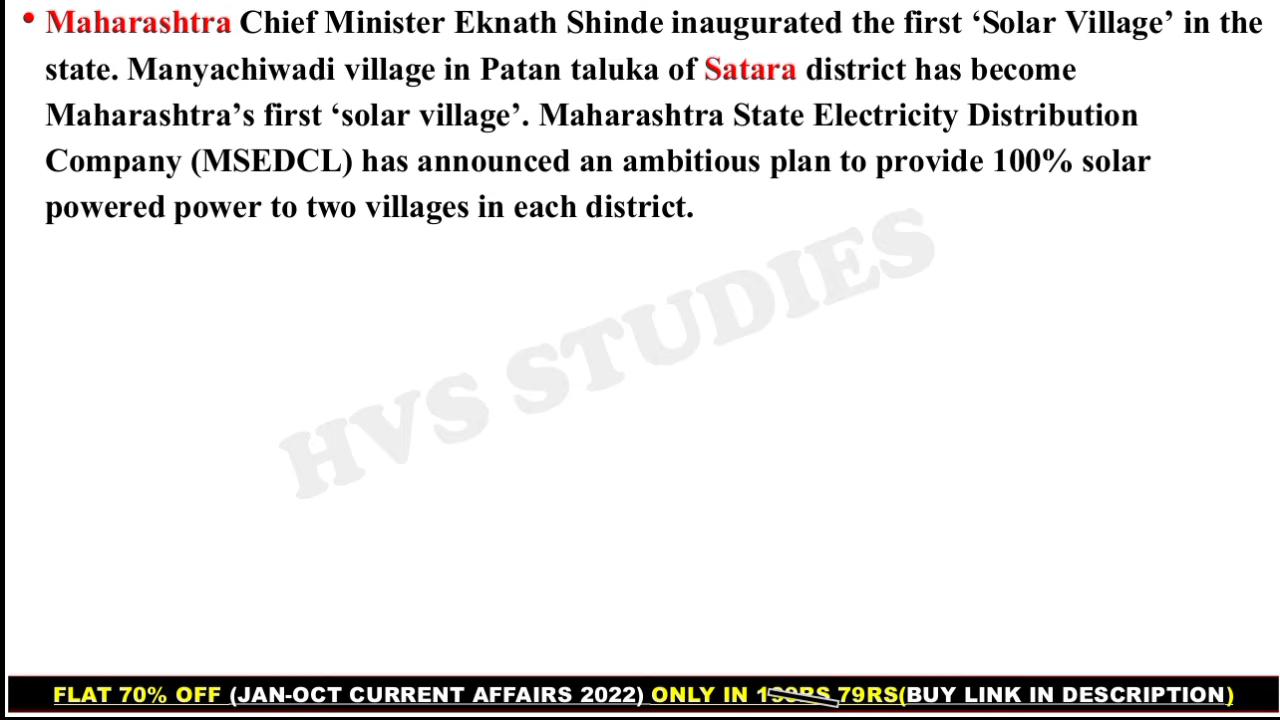 • Maharashtra Chief Minister Eknath Shinde inaugurated the first ‘Solar Village’ in the
state. Manyachiwadi village in Patan taluka of Satara district has become
Maharashtra’s first ‘solar village’. Maharashtra State Electricity Distribution
Company (MSEDCL) has announced an ambitious plan to provide 100% solar
powered power to two villages in each district.
HVS STUDIES
FLAT 70% OFF (JAN-OCT CURRENT AFFAIRS 2022) ONLY IN 79RS(BUY LINK IN DESCRIPTION)